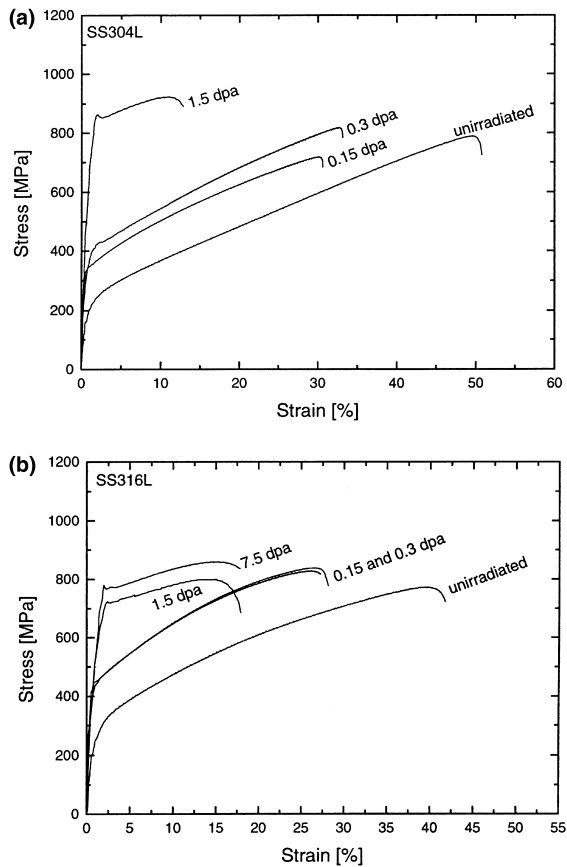 (a)
1200
SS304L
1.5 dpa
1000
800
0.3 dpa
unirradiated
0.15 dpa
600
400
200
0
Stress [MPa]
0 10 20 30 40 50 60
Strain [%]
(b)
1200
SS316L
1000
7.5 dpa
800
0.15 and 0.3 dpa
1.5 dpa
unirradiated
600
400
200
0
Stress [MPa]
0 5 10 15 20 25 30 35 40 45 50 55
Strain [%]